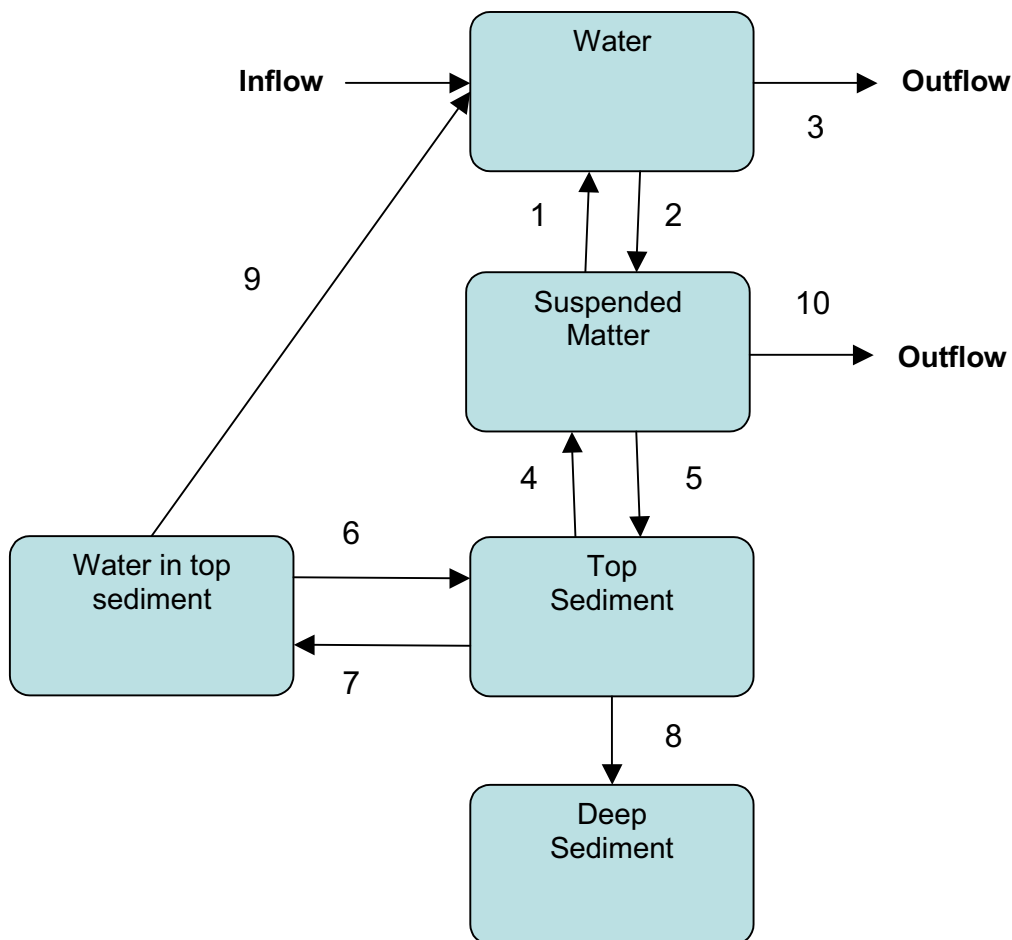 Water
Inflow
Outflow
3
1
2
9
Suspended
Matter
10
Outflow
4
5
Water in top
sediment
6
7
Top
Sediment
8
Deep
Sediment